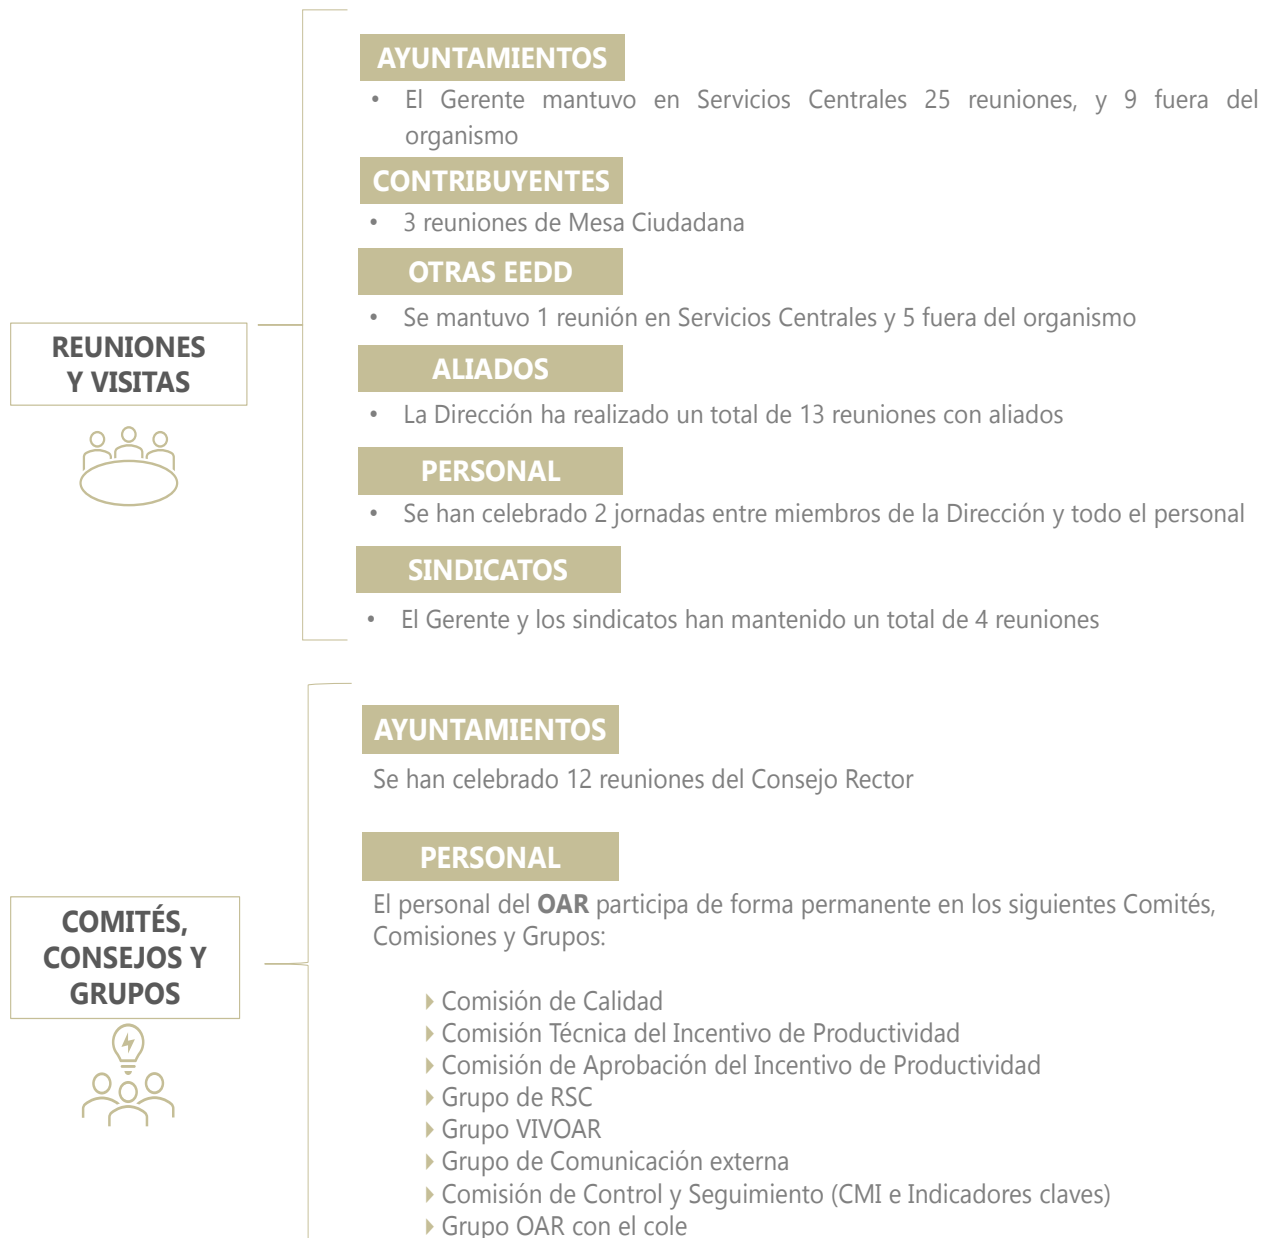 AYUNTAMIENTOS
• El Gerente mantuvo en Servicios Centrales 25 reuniones, y 9 fuera del
organismo
CONTRIBUYENTES
• 3 reuniones de Mesa Ciudadana
OTRAS EEDD
• Se mantuvo 1 reunión en Servicios Centrales y 5 fuera del organismo
REUNIONES
Y VISITAS
ALIADOS
• La Dirección ha realizado un total de 13 reuniones con aliados
PERSONAL
• Se han celebrado 2 jornadas entre miembros de la Dirección y todo el personal
SINDICATOS
• El Gerente y los sindicatos han mantenido un total de 4 reuniones
AYUNTAMIENTOS
Se han celebrado 12 reuniones del Consejo Rector
PERSONAL
El personal del OAR participa de forma permanente en los siguientes Comités,
Comisiones y Grupos:
COMITÉS,
CONSEJOS Y
GRUPOS
Comisión de Calidad
Comisión Técnica del Incentivo de Productividad
Comisión de Aprobación del Incentivo de Productividad
Grupo de RSC
Grupo VIVOAR
Grupo de Comunicación externa
Comisión de Control y Seguimiento (CMI e Indicadores claves)
Grupo OAR con el cole